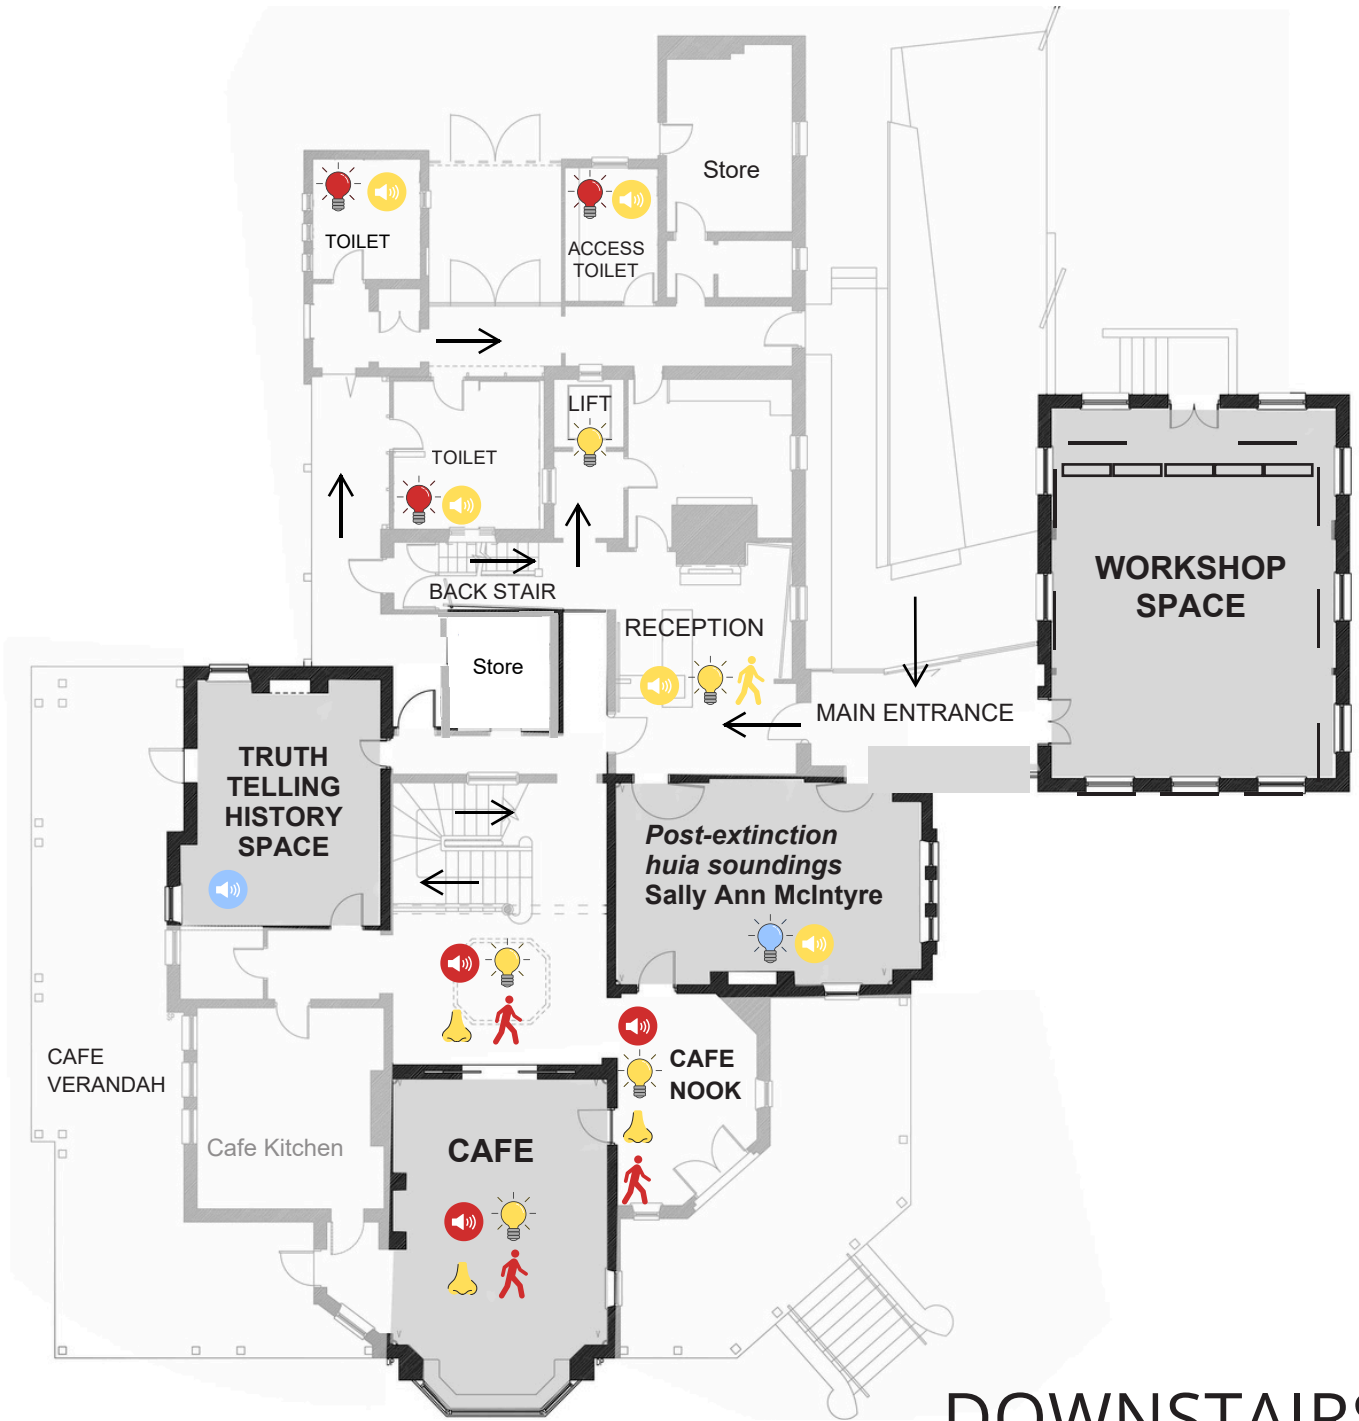 Store
TOILET
ACCESS
TOILET
LIFT
TOILET
BACK STAIR
RECEPTION
Store
MAIN ENTRANCE
WORKSHOP
SPACE
TRUTH
TELLING
HISTORY
SPACE
Post-extinction
huia soundings
Sally Ann McIntyre
CAFE
VERANDAH
CAFE
NOOK
Cafe Kitchen
CAFE
DOWNSTAIRS